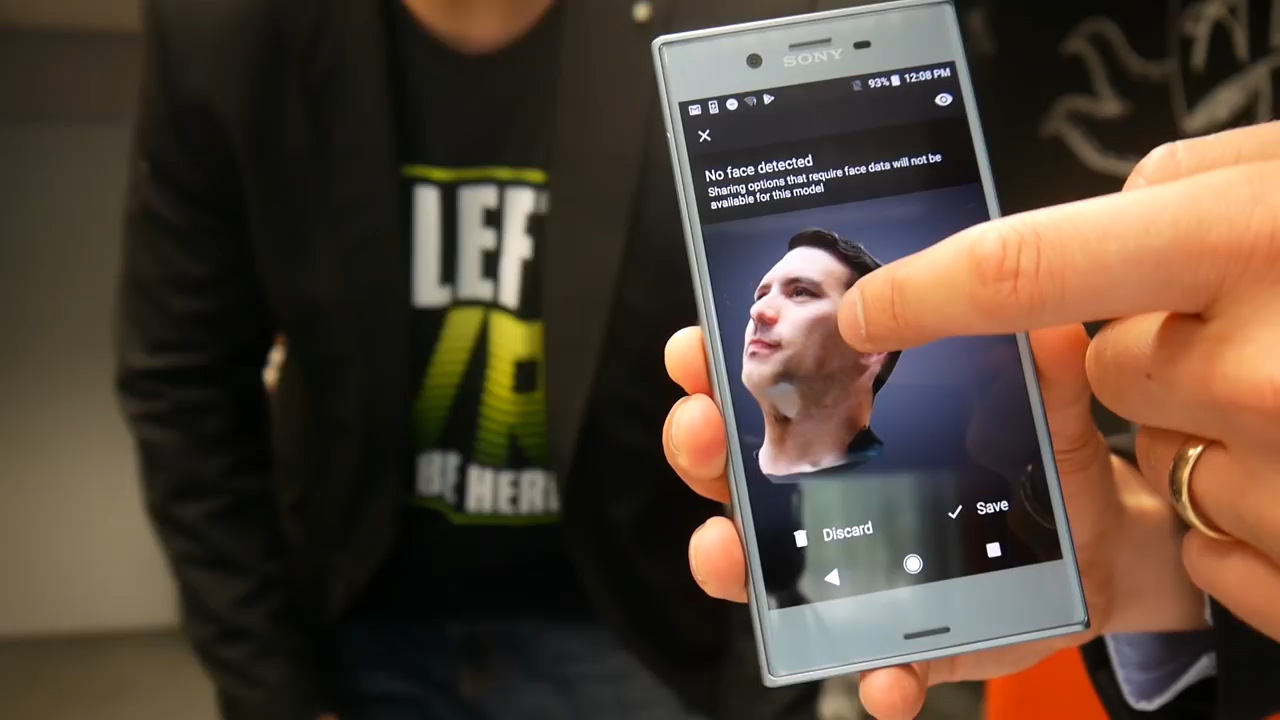 SONY
93% 12:08 PM
No face detected
Sharing options that require face data will not be
available for this model
Discard
Save
LEF
BE HER